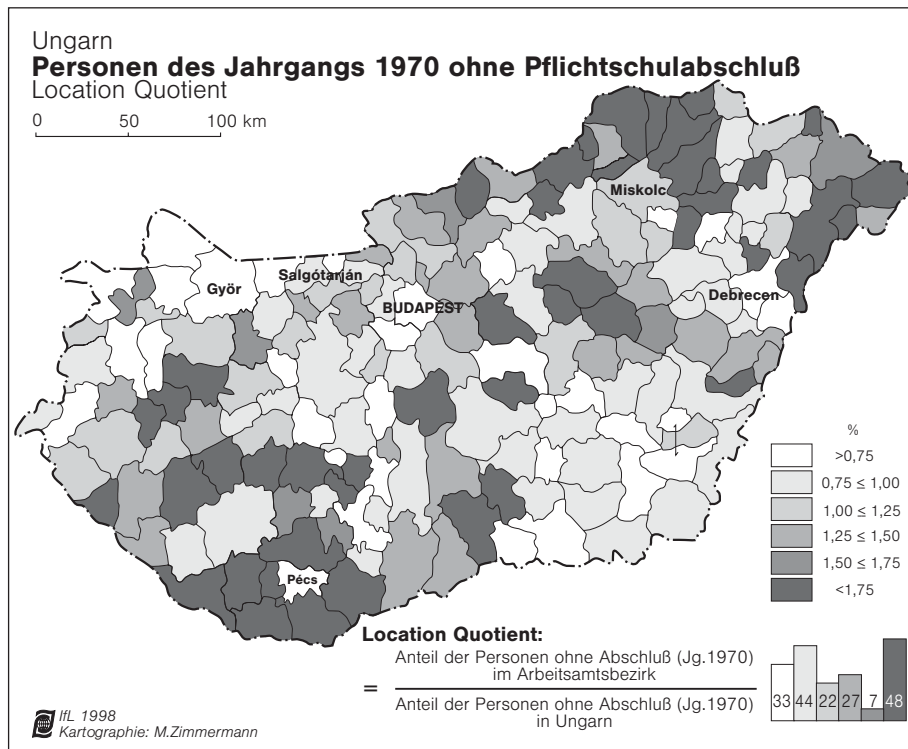 Ungarn
Personen des Jahrgangs 1970 ohne Pflichtschulabschluß
Location Quotient
0 50 100 km
Miskolc
Salgótarján
Györ
BUDAPEST
Debrecen
Pécs
%
>0,75
0,75 ≤ 1,00
1,00 ≤ 1,25
1,25 ≤ 1,50
1,50 ≤ 1,75
<1,75
Location Quotient:
= Anteil der Personen ohne Abschluß (Jg.1970)
im Arbeitsamtsbezirk
Anteil der Personen ohne Abschluß (Jg.1970)
in Ungarn
33 44 22 27 7 48
IfL 1998
Kartographie: M.Zimmermann